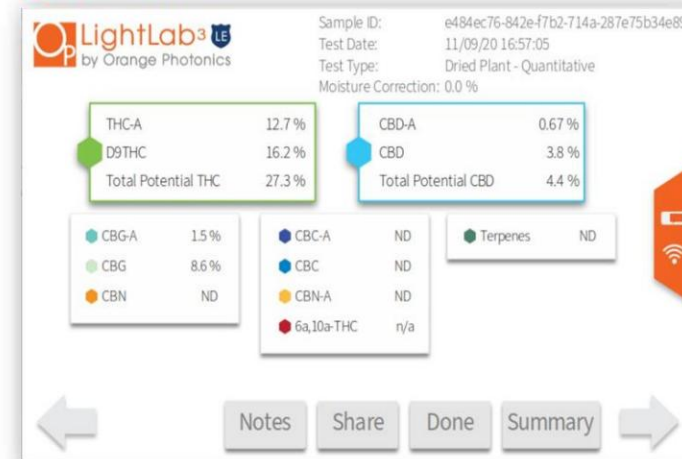 Op LightLab3 LE
by Orange Photonics
Sample ID: e484ec76-842e-f7b2-714a-287e75b34e89
Test Date: 11/09/20 16:57:05
Test Type: Dried Plant - Quantitative
Moisture Correction: 0.0 %
THC-A 12.7 %
D9THC 16.2 %
Total Potential THC 27.3 %
CBD-A 0.67 %
CBD 3.8 %
Total Potential CBD 4.4 %
CBG-A 1.5 %
CBG 8.6 %
CBN ND
CBC-A ND
CBC ND
CBN-A ND
6a,10a-THC n/a
Terpenes ND
Notes Share Done Summary